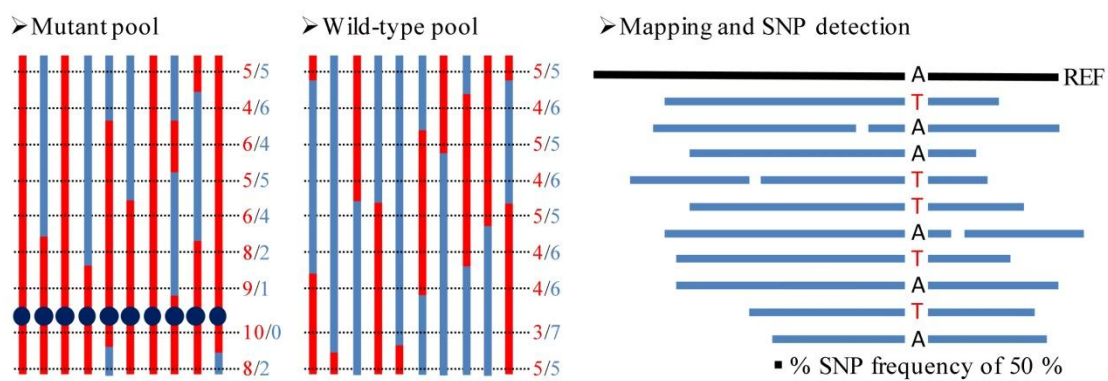 ➢Mutant pool
5/5
4/6
6/4
5/5
6/4
8/2
9/1
10/0
8/2
➢Wild-type pool
5/5
4/6
5/5
4/6
5/5
4/6
4/6
3/7
5/5
➢Mapping and SNP detection
A REF
T
A
A
T
T
A
T
A
T
A
▪ % SNP frequency of 50 %